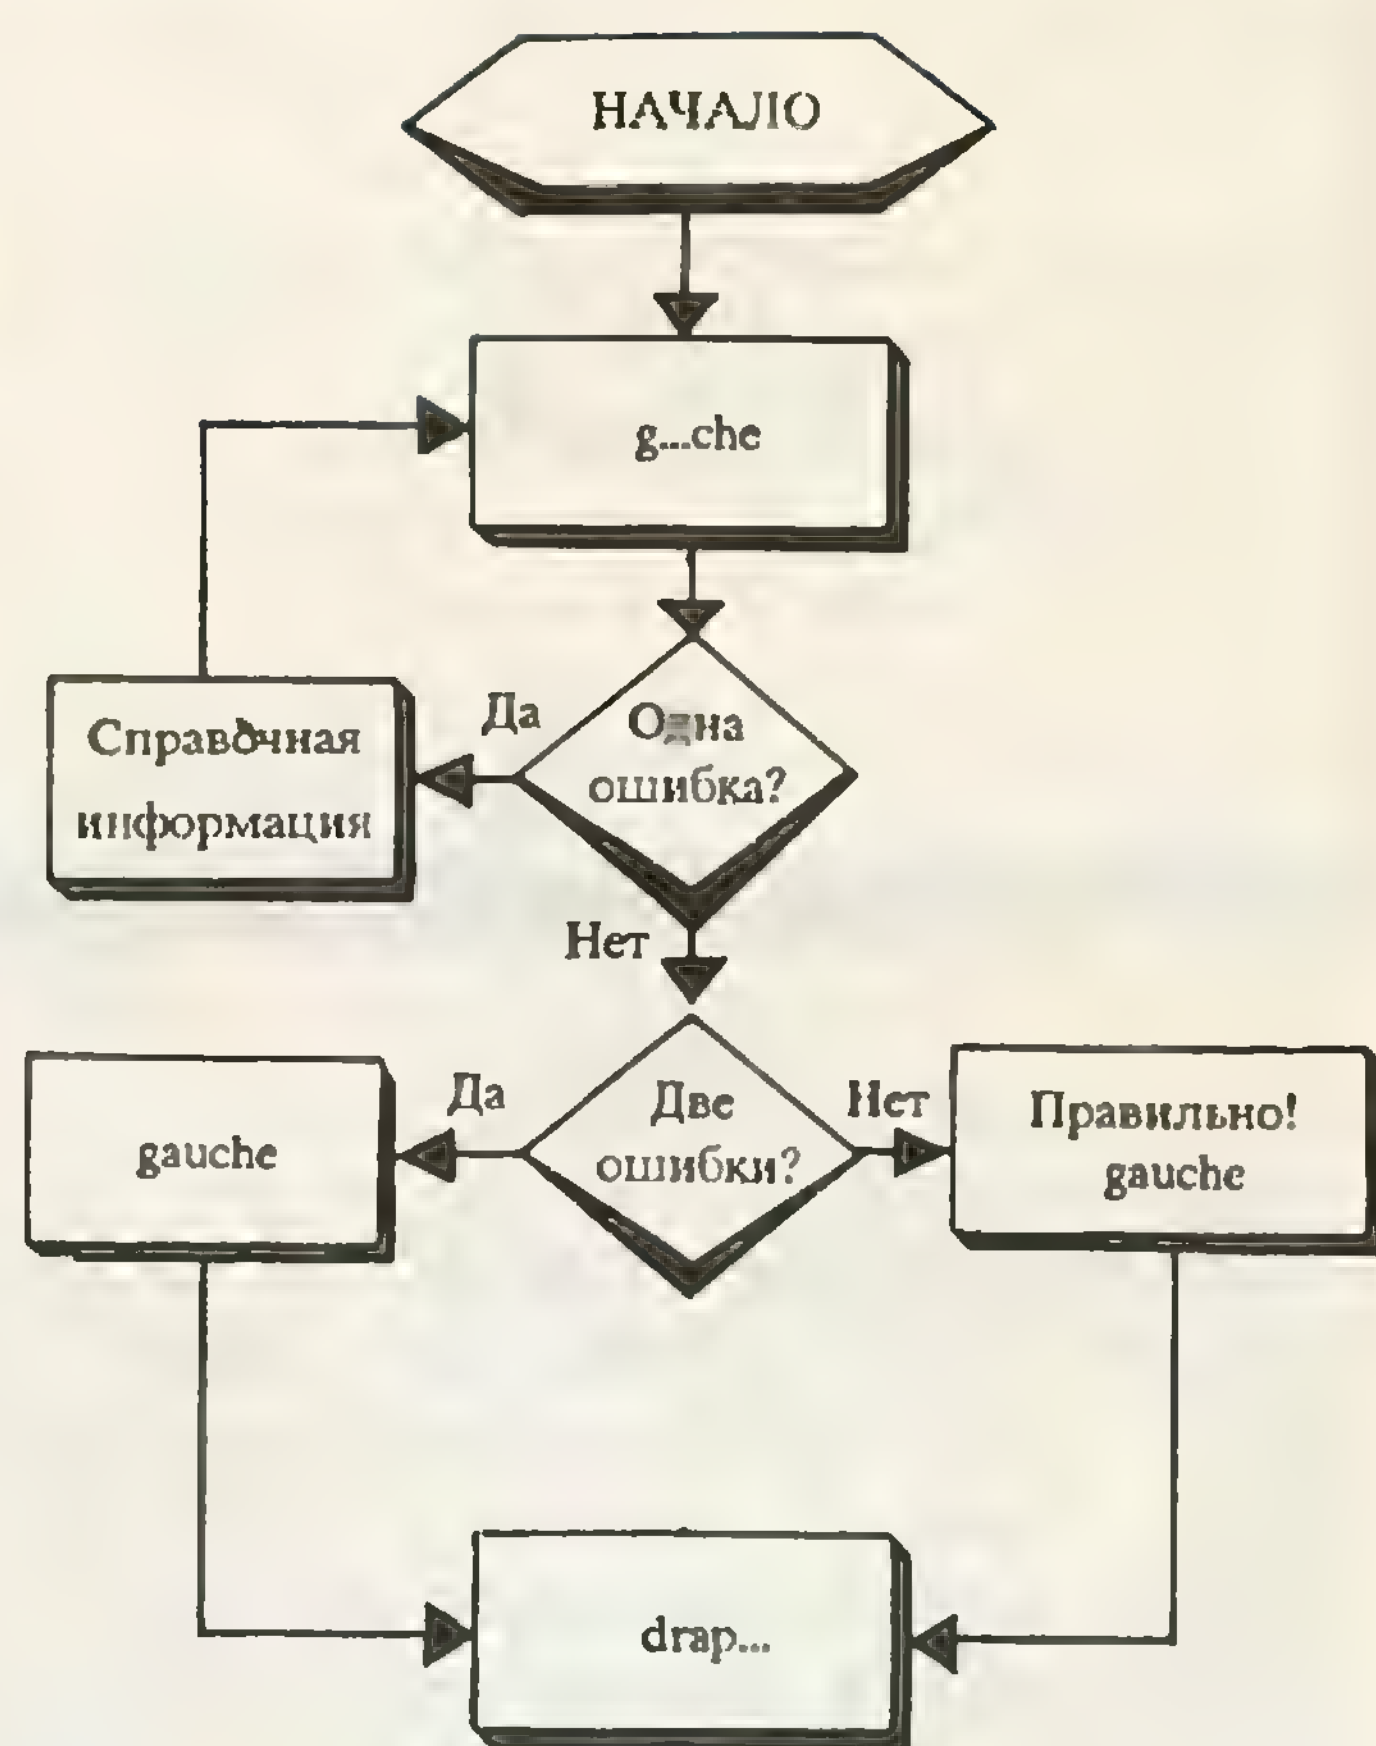 НАЧАЛО
g...che
Да
Одна
ошибка?
Справочная
информация
Нет
Да
Две
ошибки?
Нет
gauche
Правильно!
gauche
drap...